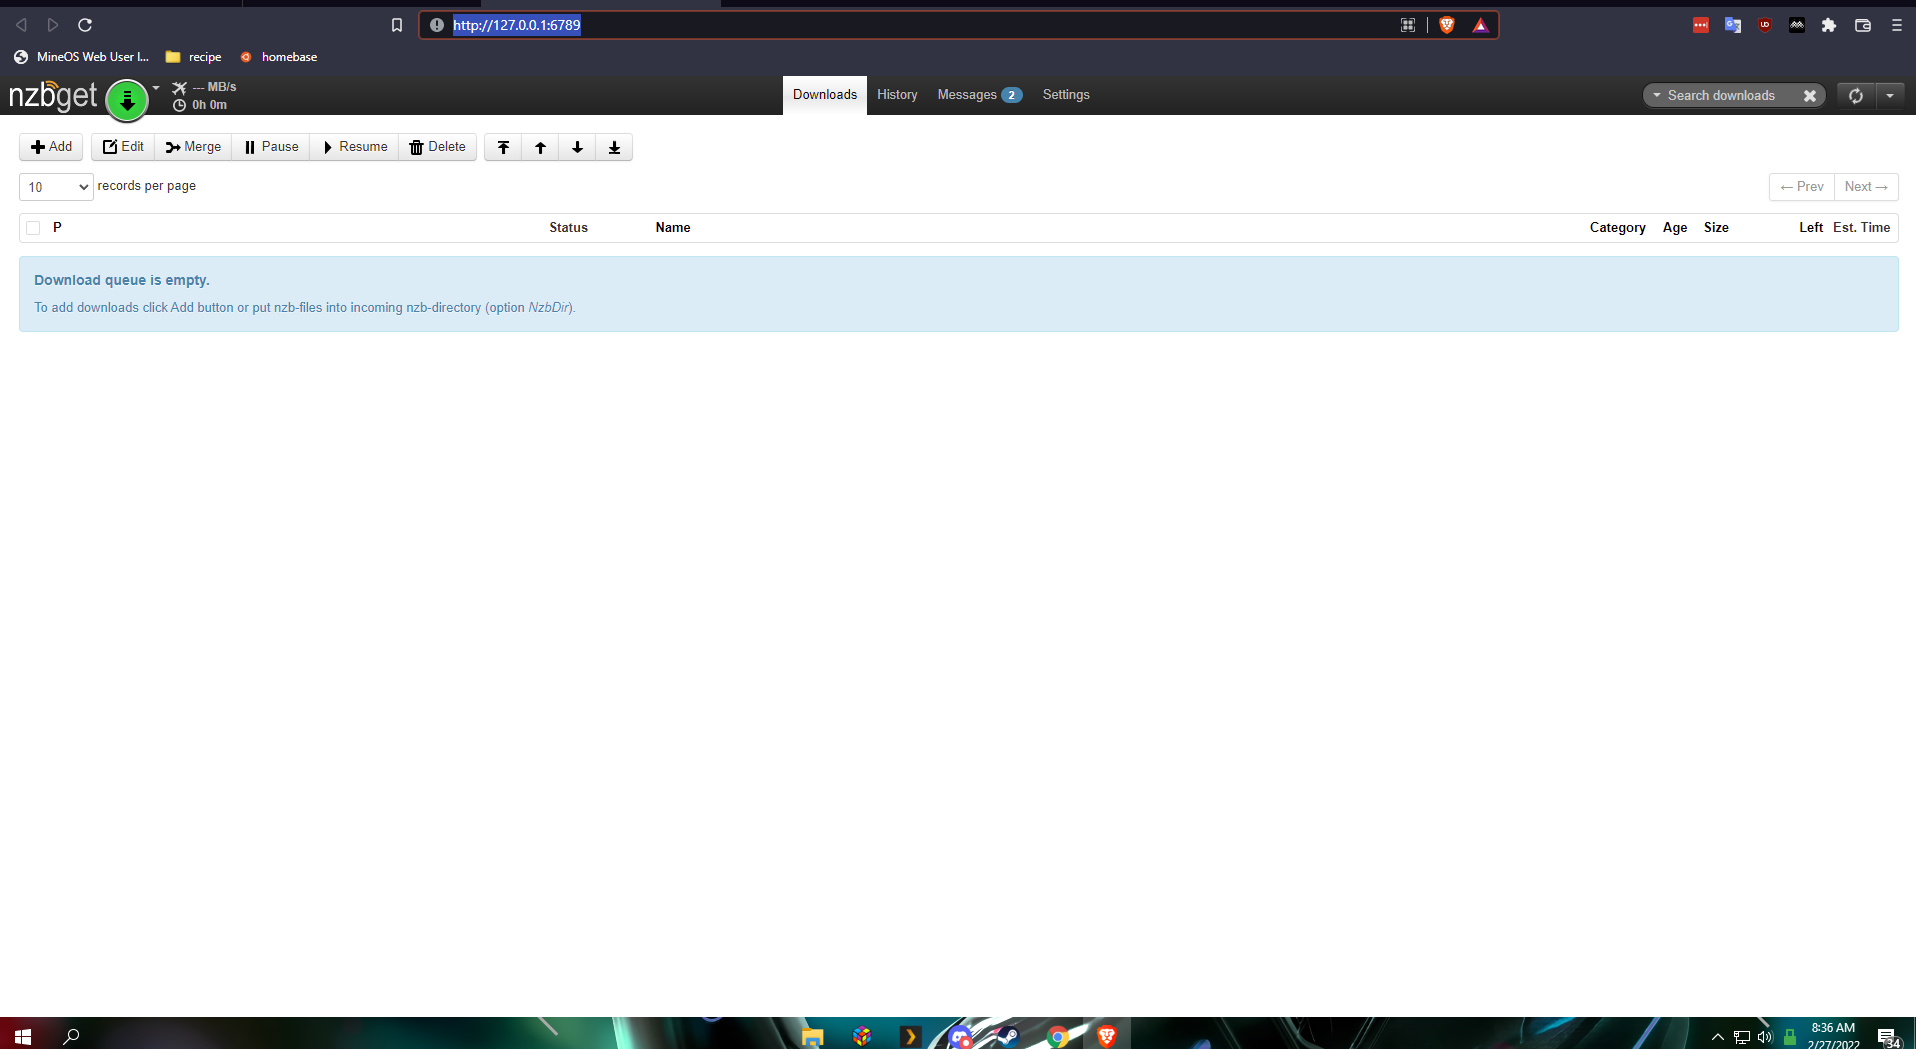 http://127.0.0.1:6789
MineOS Web User I... recipe homebase
nzbget --- MB/s
0h 0m
Downloads History Messages 2 Settings
Search downloads
Add Edit Merge Pause Resume Delete
10 records per page
← Prev Next →
P Status Name Category Age Size Left Est. Time
Download queue is empty.
To add downloads click Add button or put nzb-files into incoming nzb-directory (option NzbDir).
8:36 AM
2/27/2022
34